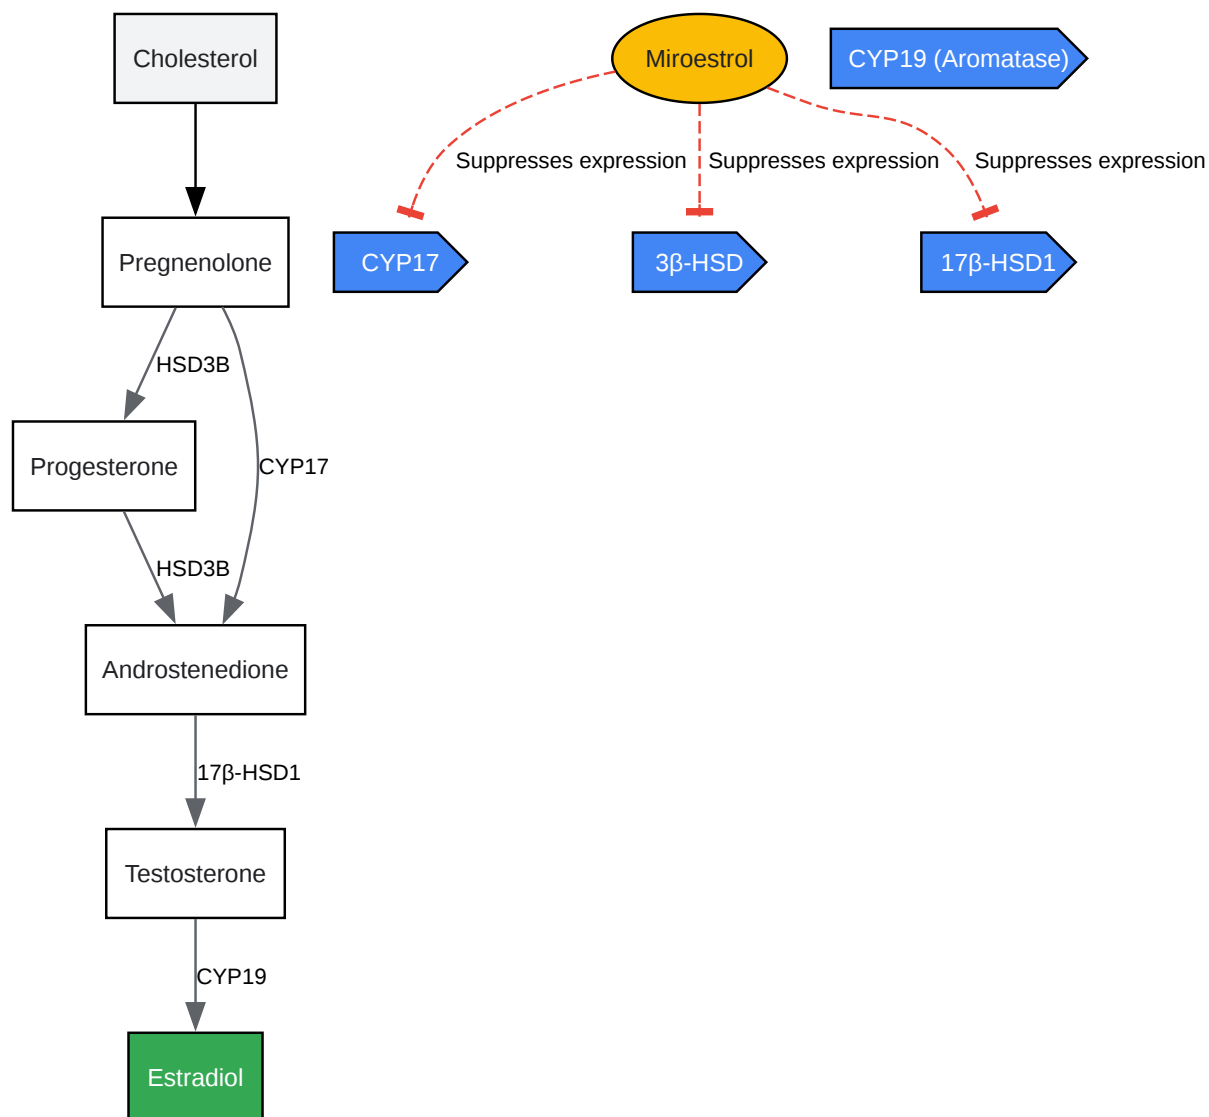 Cholesterol
Miroestrol
CYP19 (Aromatase)
Suppresses expression
Suppresses expression
Suppresses expression
Pregnenolone
CYP17
3β-HSD
17β-HSD1
HSD3B
Progesterone
CYP17
HSD3B
Androstenedione
17β-HSD1
Testosterone
CYP19
Estradiol